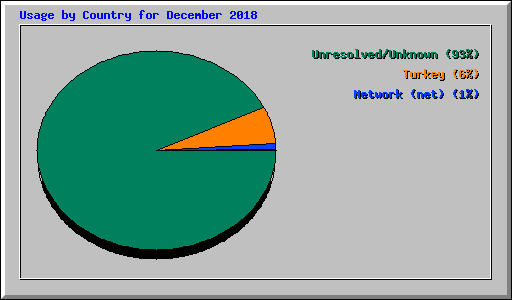 Usage by Country for December 2018
Unresolved/Unknown (93%)
Turkey (6%)
Network (net) (1%)